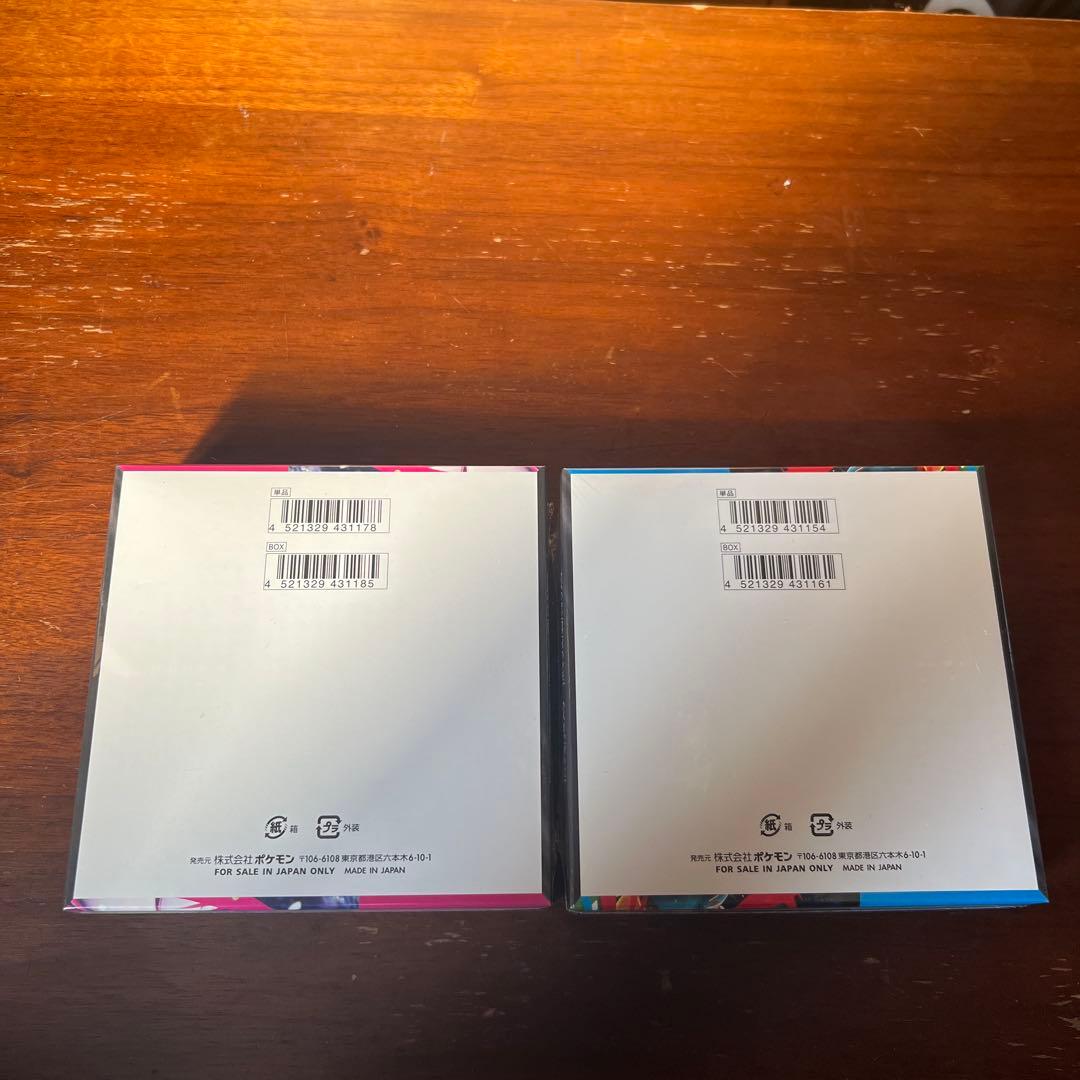 単品
4 521329 431178
BOX
4 521329 431185
紙 箱 プラ 外装
発売元 株式会社ポケモン 〒106-6108 東京都港区六本木6-10-1
FOR SALE IN JAPAN ONLY MADE IN JAPAN
単品
4 521329 431154
BOX
4 521329 431161
紙 箱 プラ 外装
発売元 株式会社ポケモン 〒106-6108 東京都港区六本木6-10-1
FOR SALE IN JAPAN ONLY MADE IN JAPAN